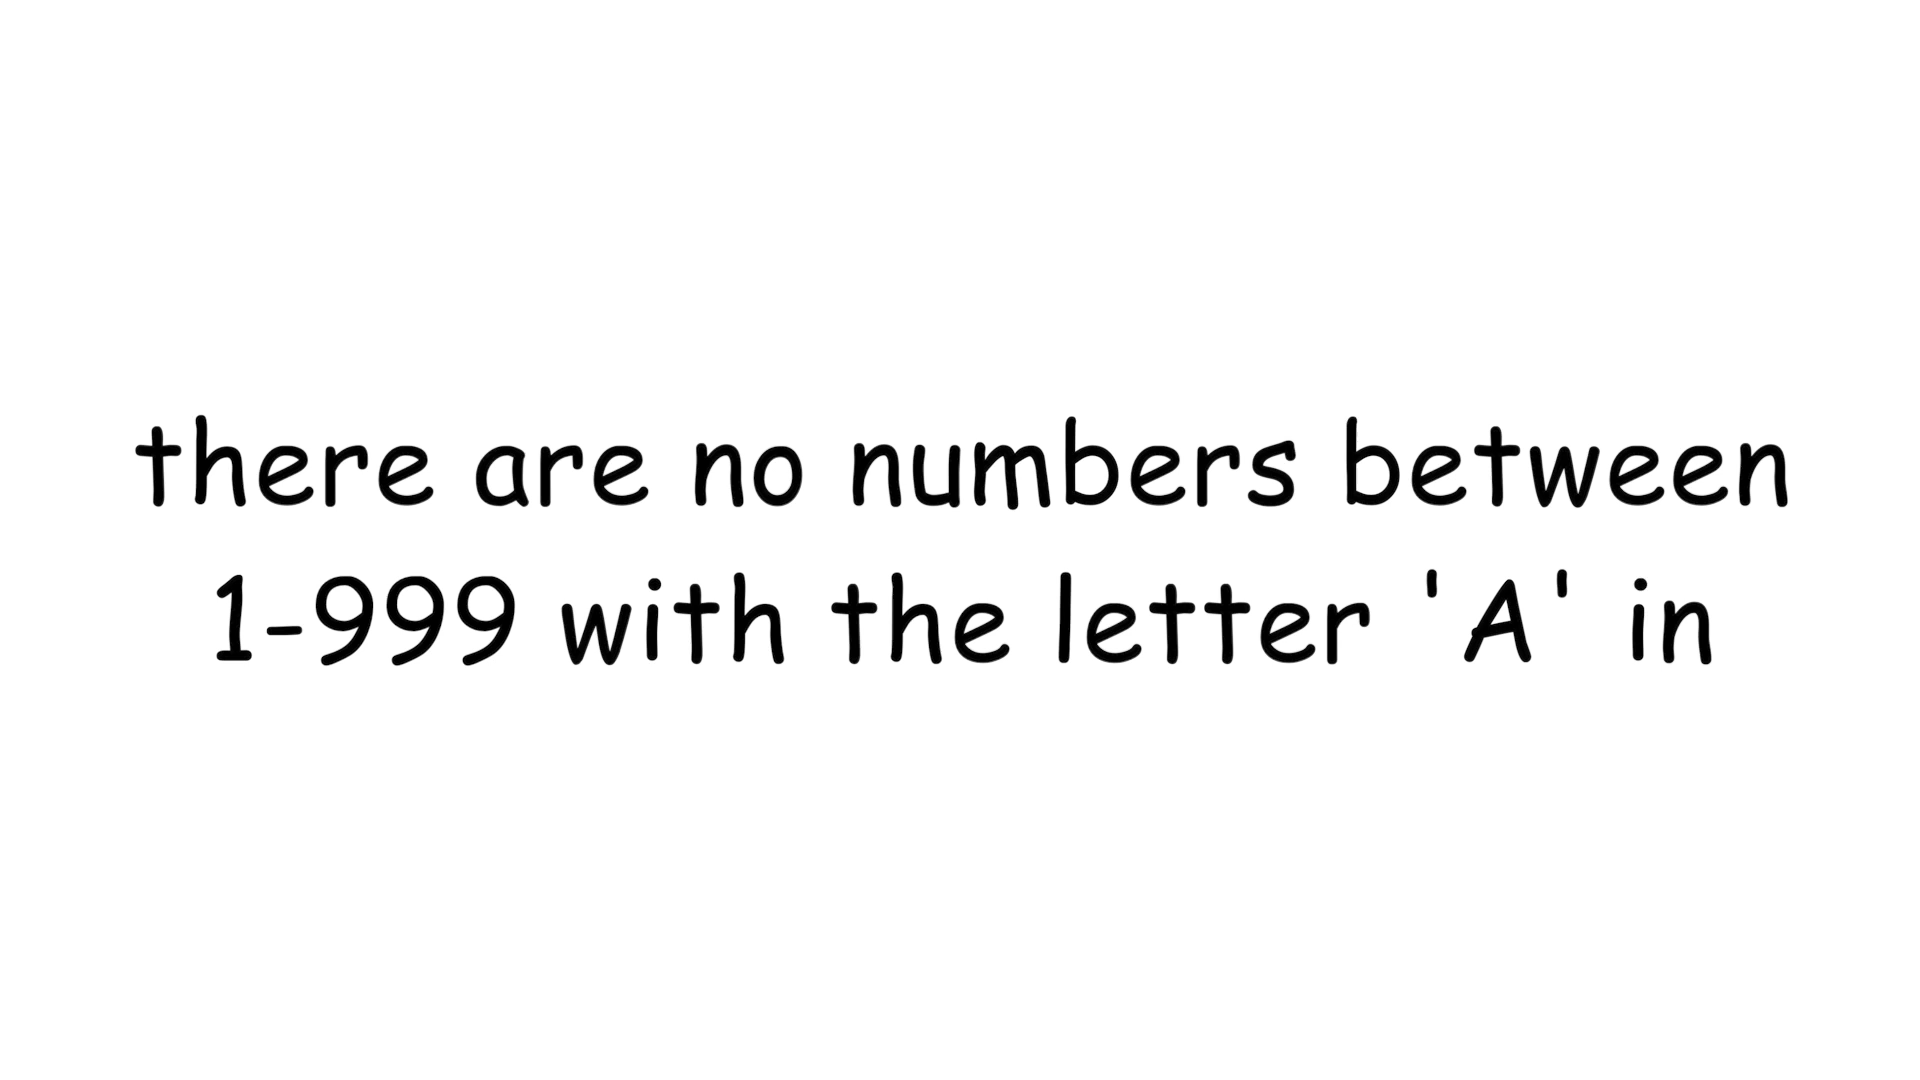 there are no numbers between
1-999 with the letter 'A' in